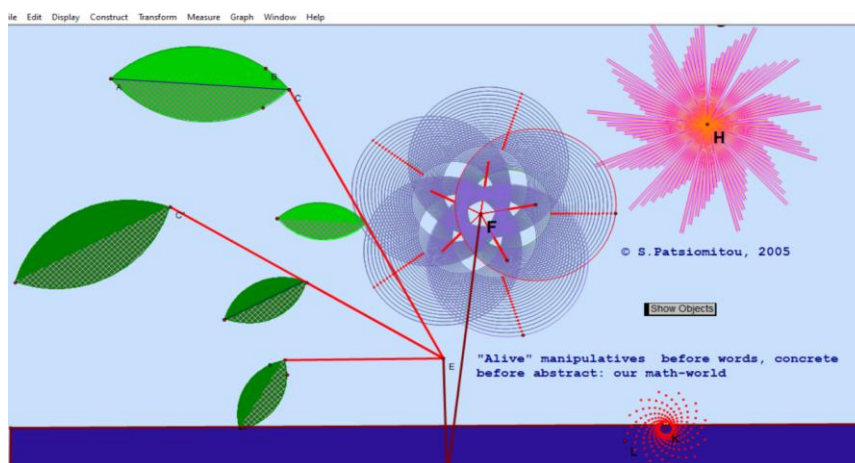 ile Edit Display Construct Transform Measure Graph Window Help
A
B
C
H
C'
F
© S.Patsiomitou, 2005
Show Objects
E
"Alive" manipulatives before words, concrete
before abstract: our math-world
K
L